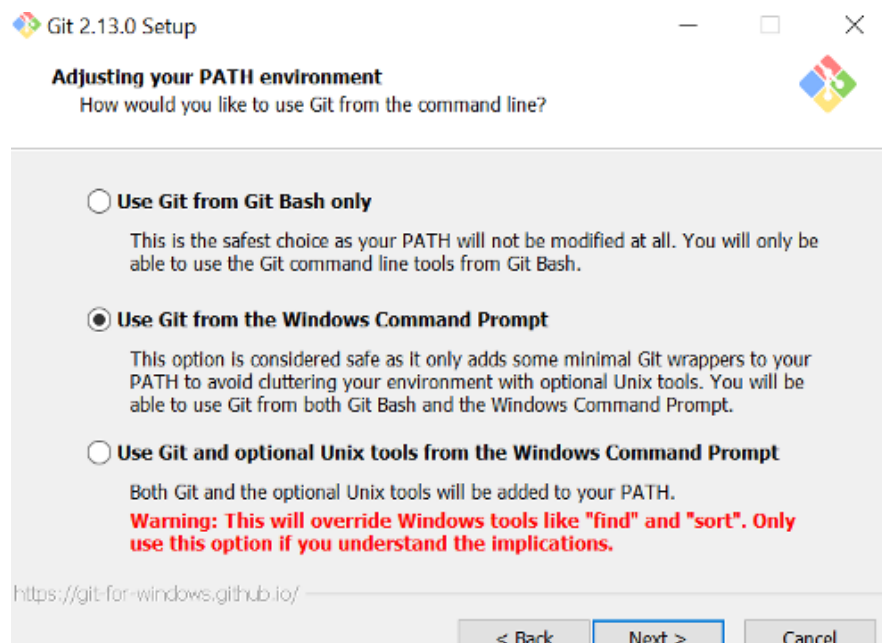 Git 2.13.0 Setup
Adjusting your PATH environment
How would you like to use Git from the command line?
Use Git from Git Bash only
This is the safest choice as your PATH will not be modified at all. You will only be
able to use the Git command line tools from Git Bash.
Use Git from the Windows Command Prompt
This option is considered safe as it only adds some minimal Git wrappers to your
PATH to avoid cluttering your environment with optional Unix tools. You will be
able to use Git from both Git Bash and the Windows Command Prompt.
Use Git and optional Unix tools from the Windows Command Prompt
Both Git and the optional Unix tools will be added to your PATH.
Warning: This will override Windows tools like "find" and "sort". Only
use this option if you understand the implications.
https://git-for-windows.github.io/
< Back Next > Cancel